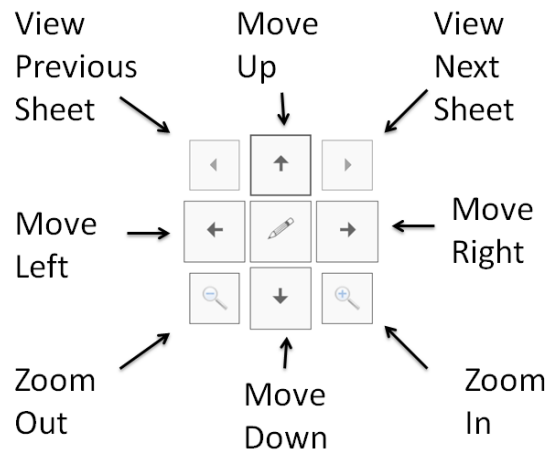 View
Previous
Sheet
Move
Up
View
Next
Sheet
Move
Left
Move
Right
Zoom
Out
Move
Down
Zoom
In